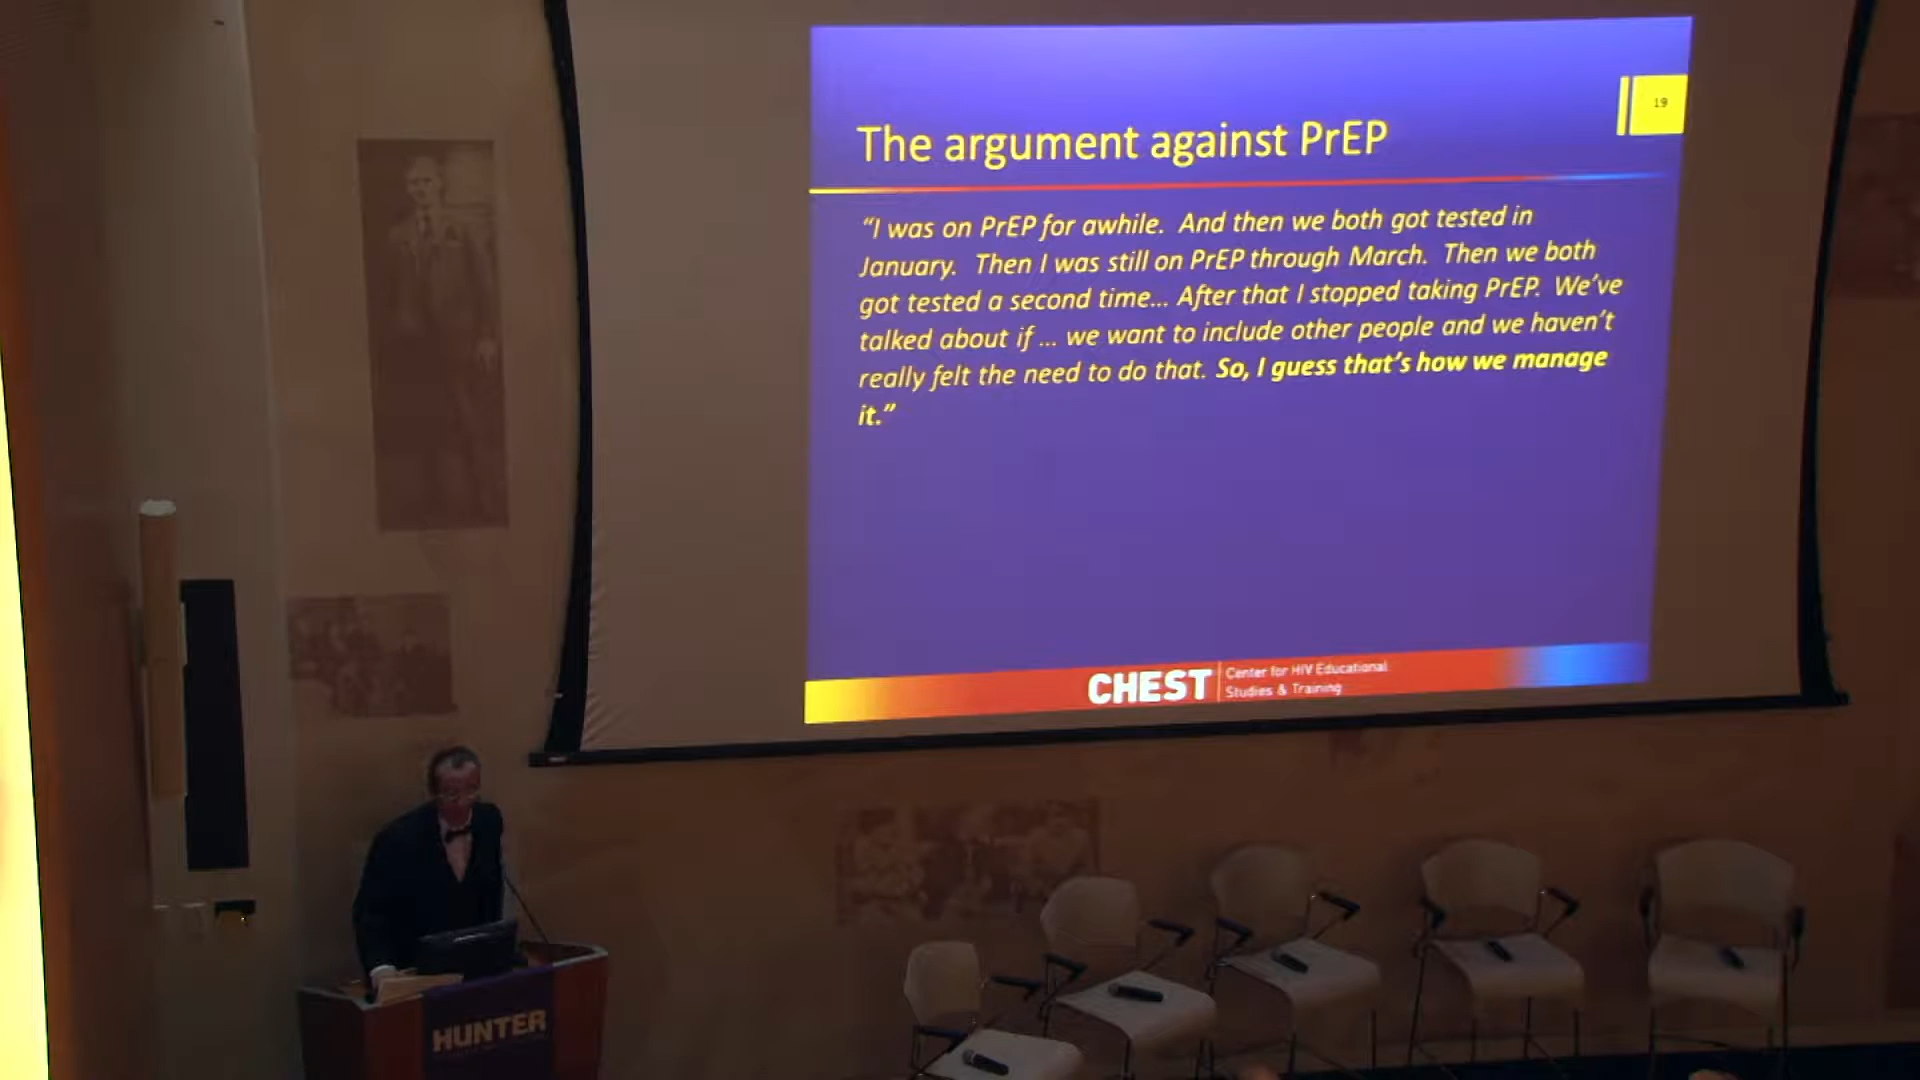 19
The argument against PrEP
“I was on PrEP for awhile. And then we both got tested in
January. Then I was still on PrEP through March. Then we both
got tested a second time... After that I stopped taking PrEP. We’ve
talked about if ... we want to include other people and we haven’t
really felt the need to do that. So, I guess that’s how we manage
it.”
CHEST
Center for HIV Educational
Studies & Training
HUNTER